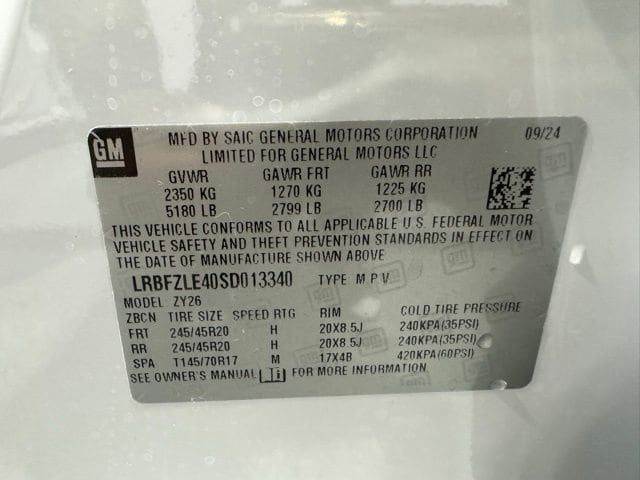 GM
MFD BY SAIC GENERAL MOTORS CORPORATION 09/24
LIMITED FOR GENERAL MOTORS LLC
GVWR GAWR FRT GAWR RR
2350 KG 1270 KG 1225 KG
5180 LB 2799 LB 2700 LB
THIS VEHICLE CONFORMS TO ALL APPLICABLE U.S. FEDERAL MOTOR
VEHICLE SAFETY AND THEFT PREVENTION STANDARDS IN EFFECT ON
THE DATE OF MANUFACTURE SHOWN ABOVE
LRBFZLE40SD013340 TYPE M P V
MODEL ZY26
ZBCN TIRE SIZE SPEED RTG RIM COLD TIRE PRESSURE
FRT 245/45R20 H 20X8.5J 240KPA(35PSI)
RR 245/45R20 H 20X8.5J 240KPA(35PSI)
SPA T145/70R17 M 17X4B 420KPA(60PSI)
SEE OWNER'S MANUAL FOR MORE INFORMATION